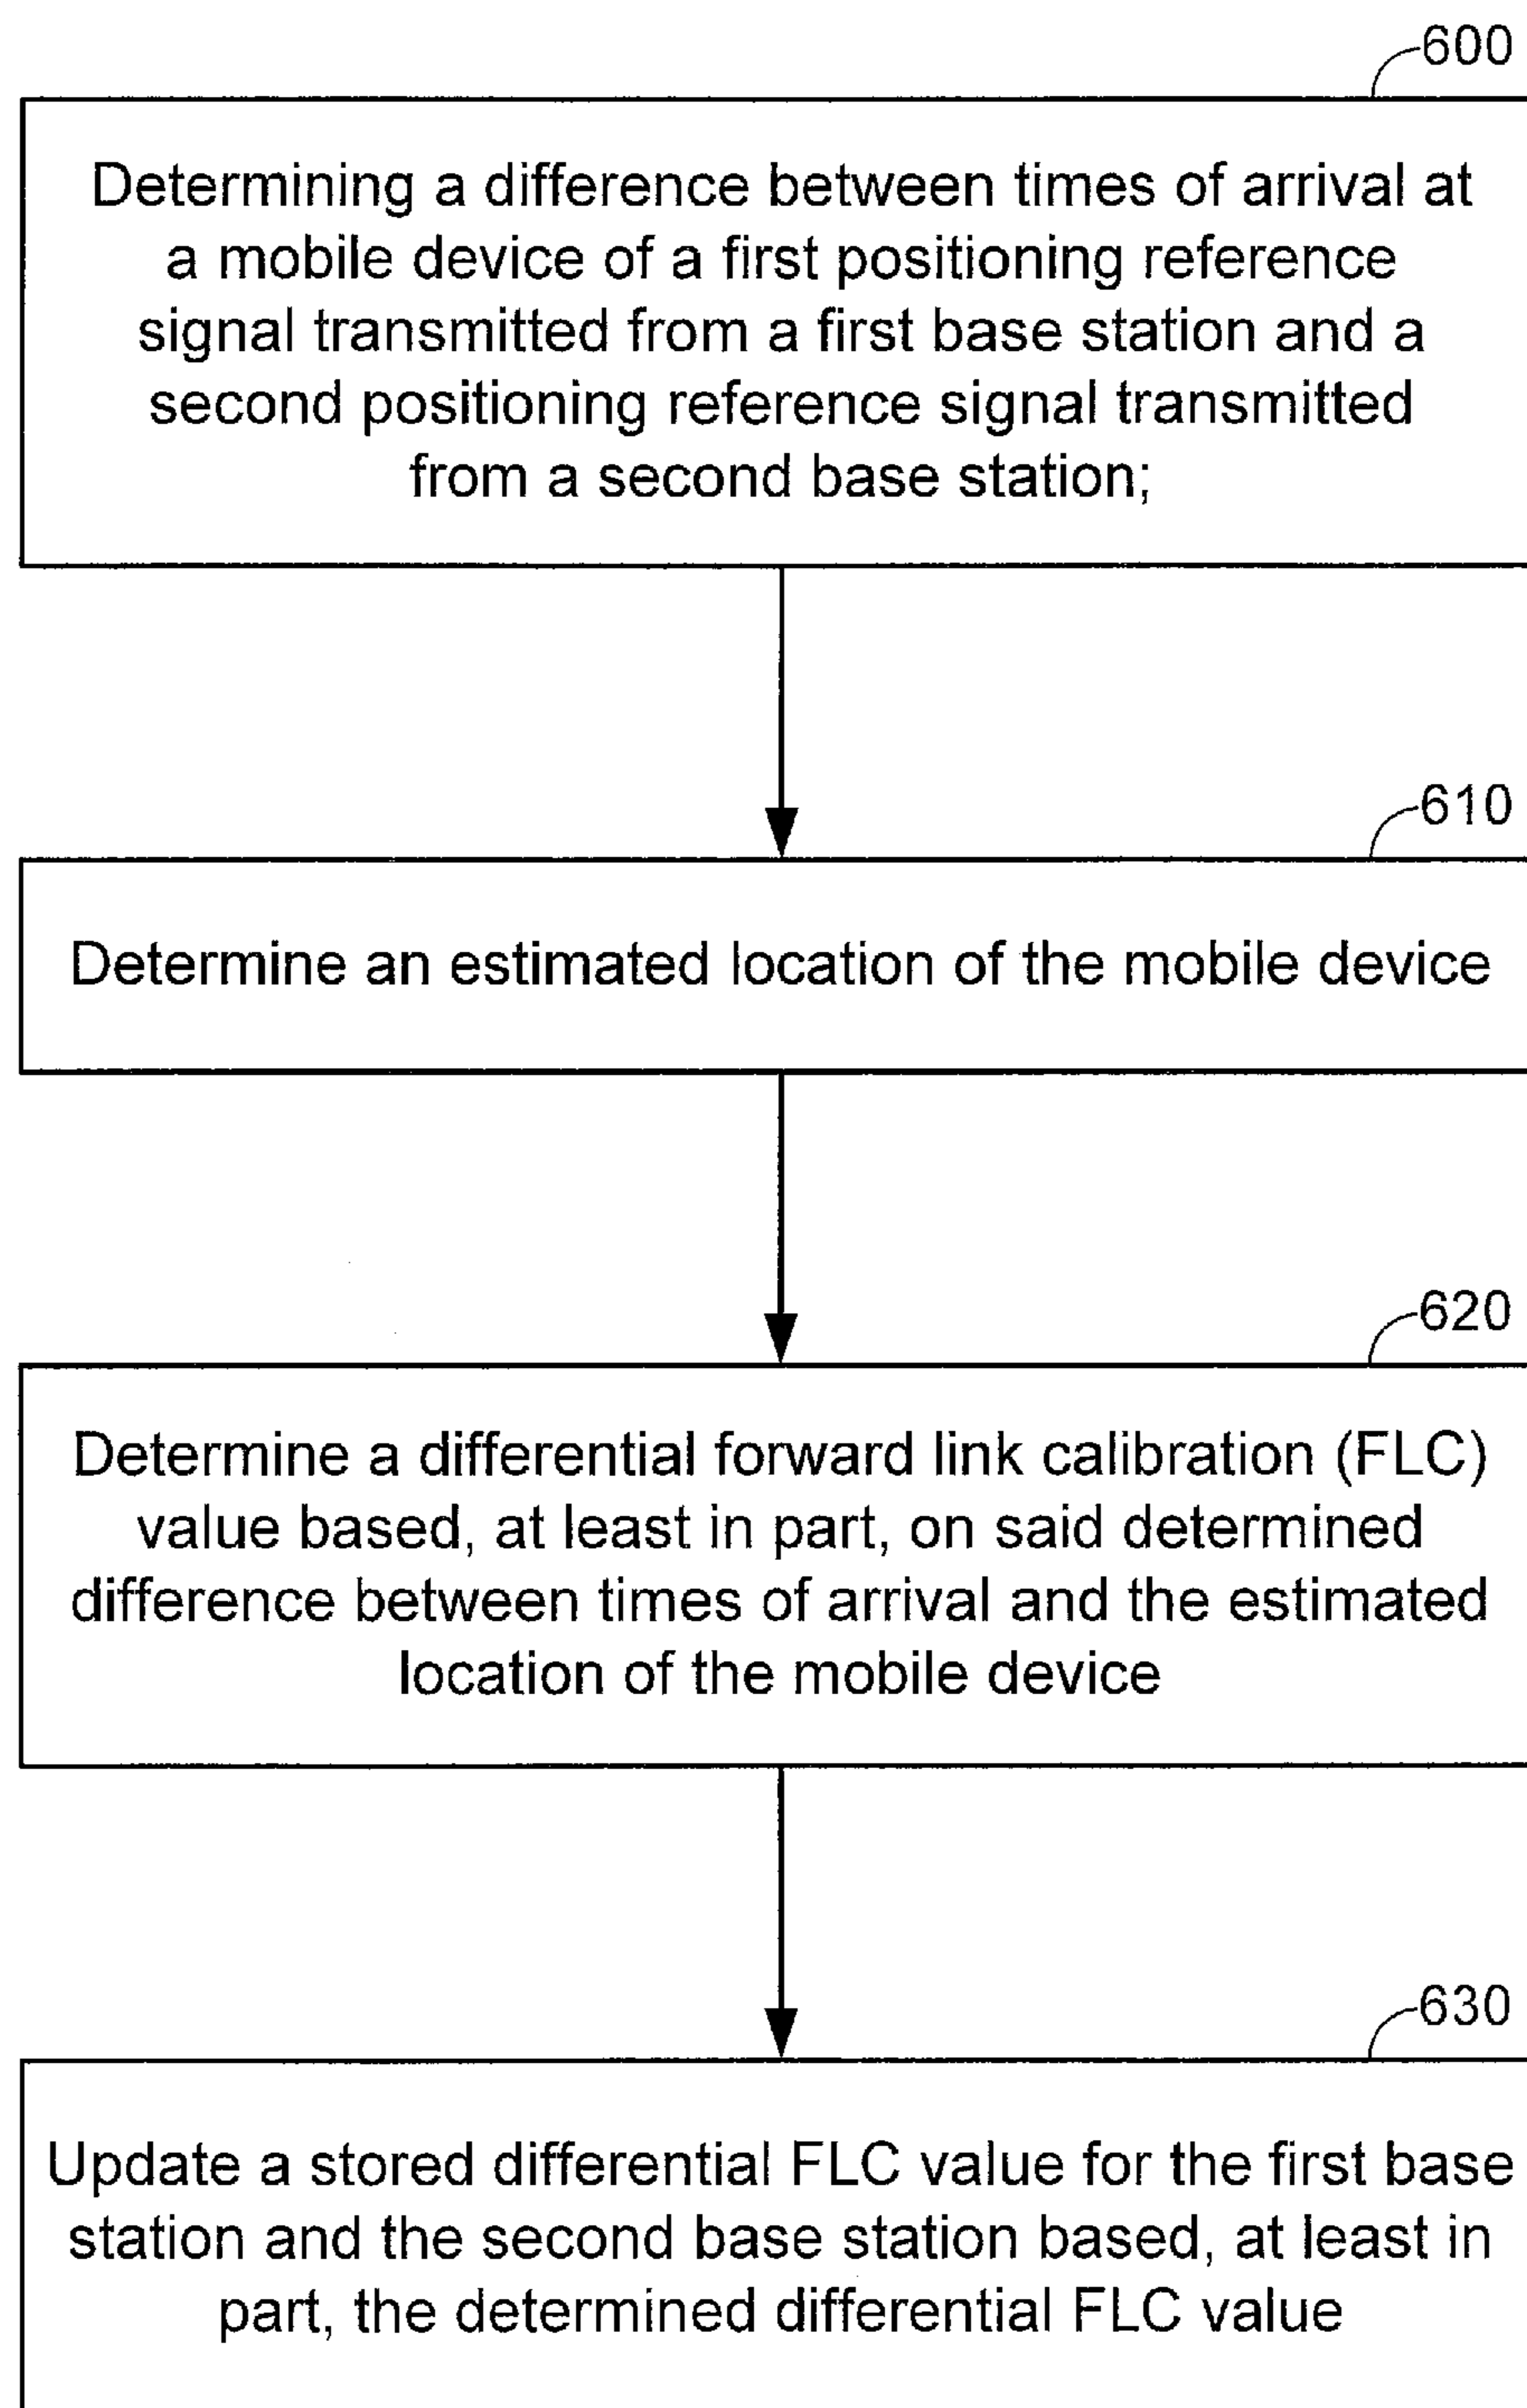 600
Determining a difference between times of arrival at
a mobile device of a first positioning reference
signal transmitted from a first base station and a
second positioning reference signal transmitted
from a second base station;
610
Determine an estimated location of the mobile device
620
Determine a differential forward link calibration (FLC)
value based, at least in part, on said determined
difference between times of arrival and the estimated
location of the mobile device
630
Update a stored differential FLC value for the first base
station and the second base station based, at least in
part, the determined differential FLC value